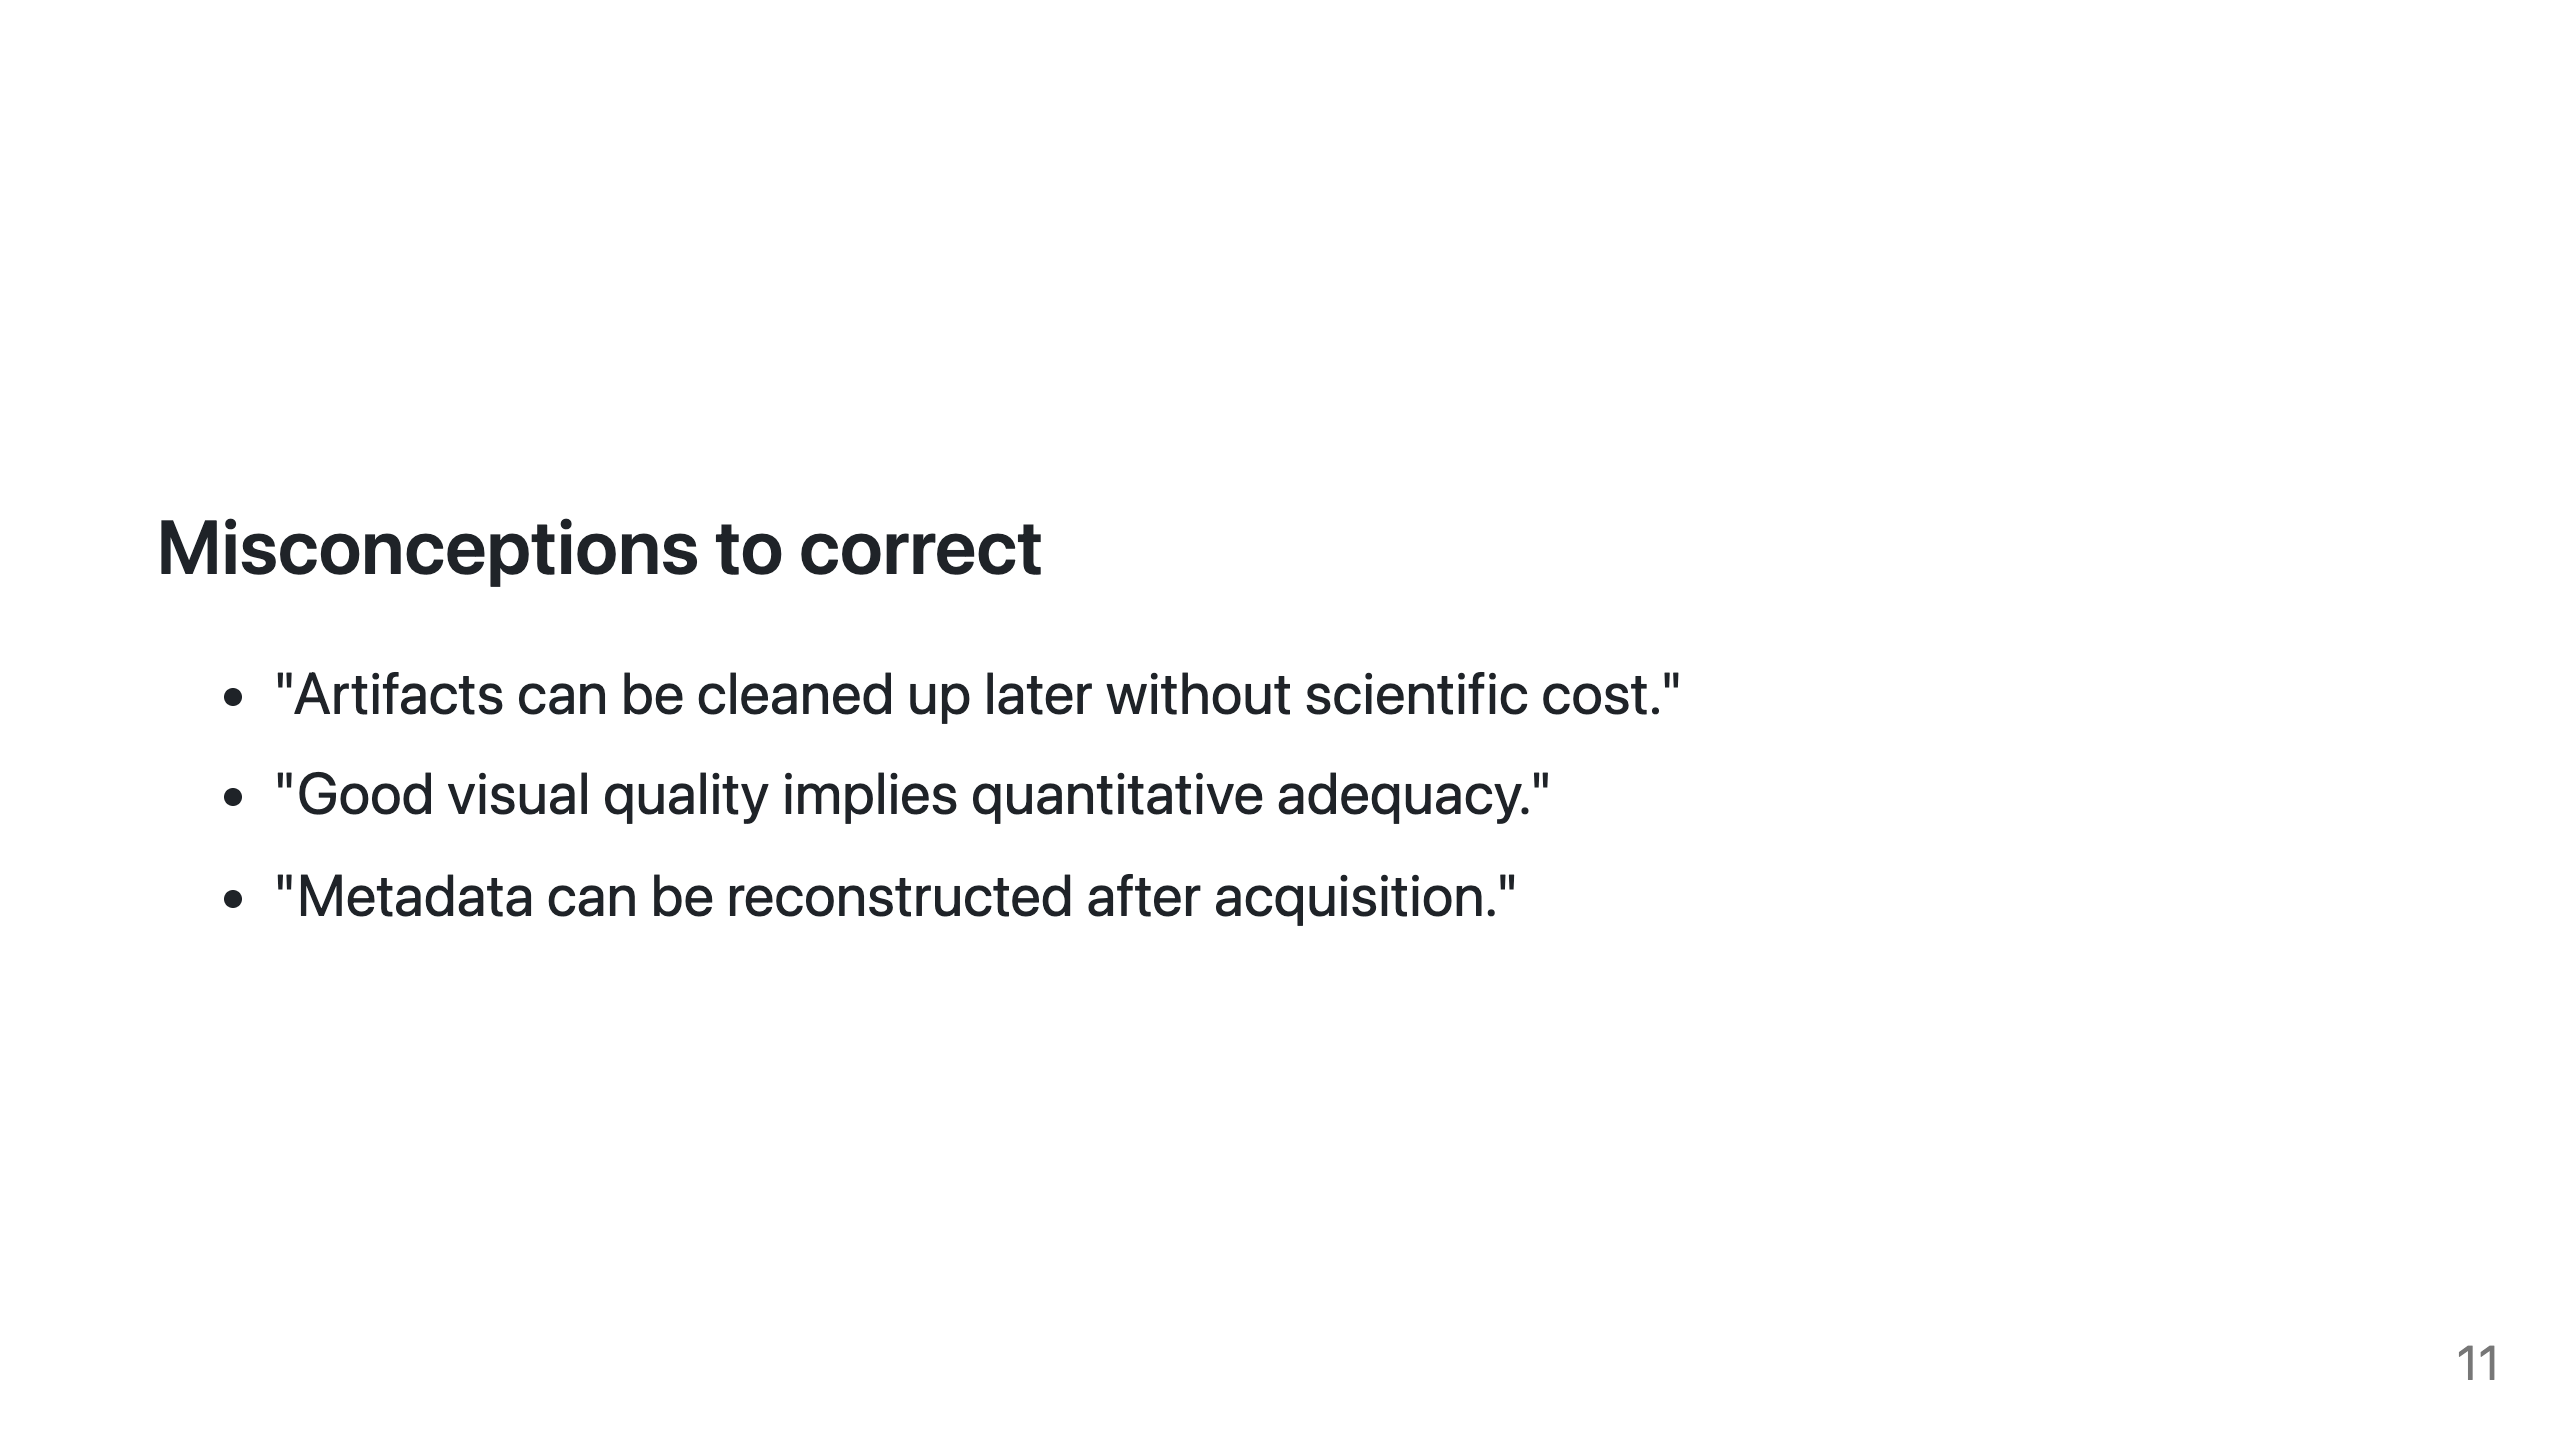 Misconceptions to correct
• "Artifacts can be cleaned up later without scientific cost."
• "Good visual quality implies quantitative adequacy."
• "Metadata can be reconstructed after acquisition."
11